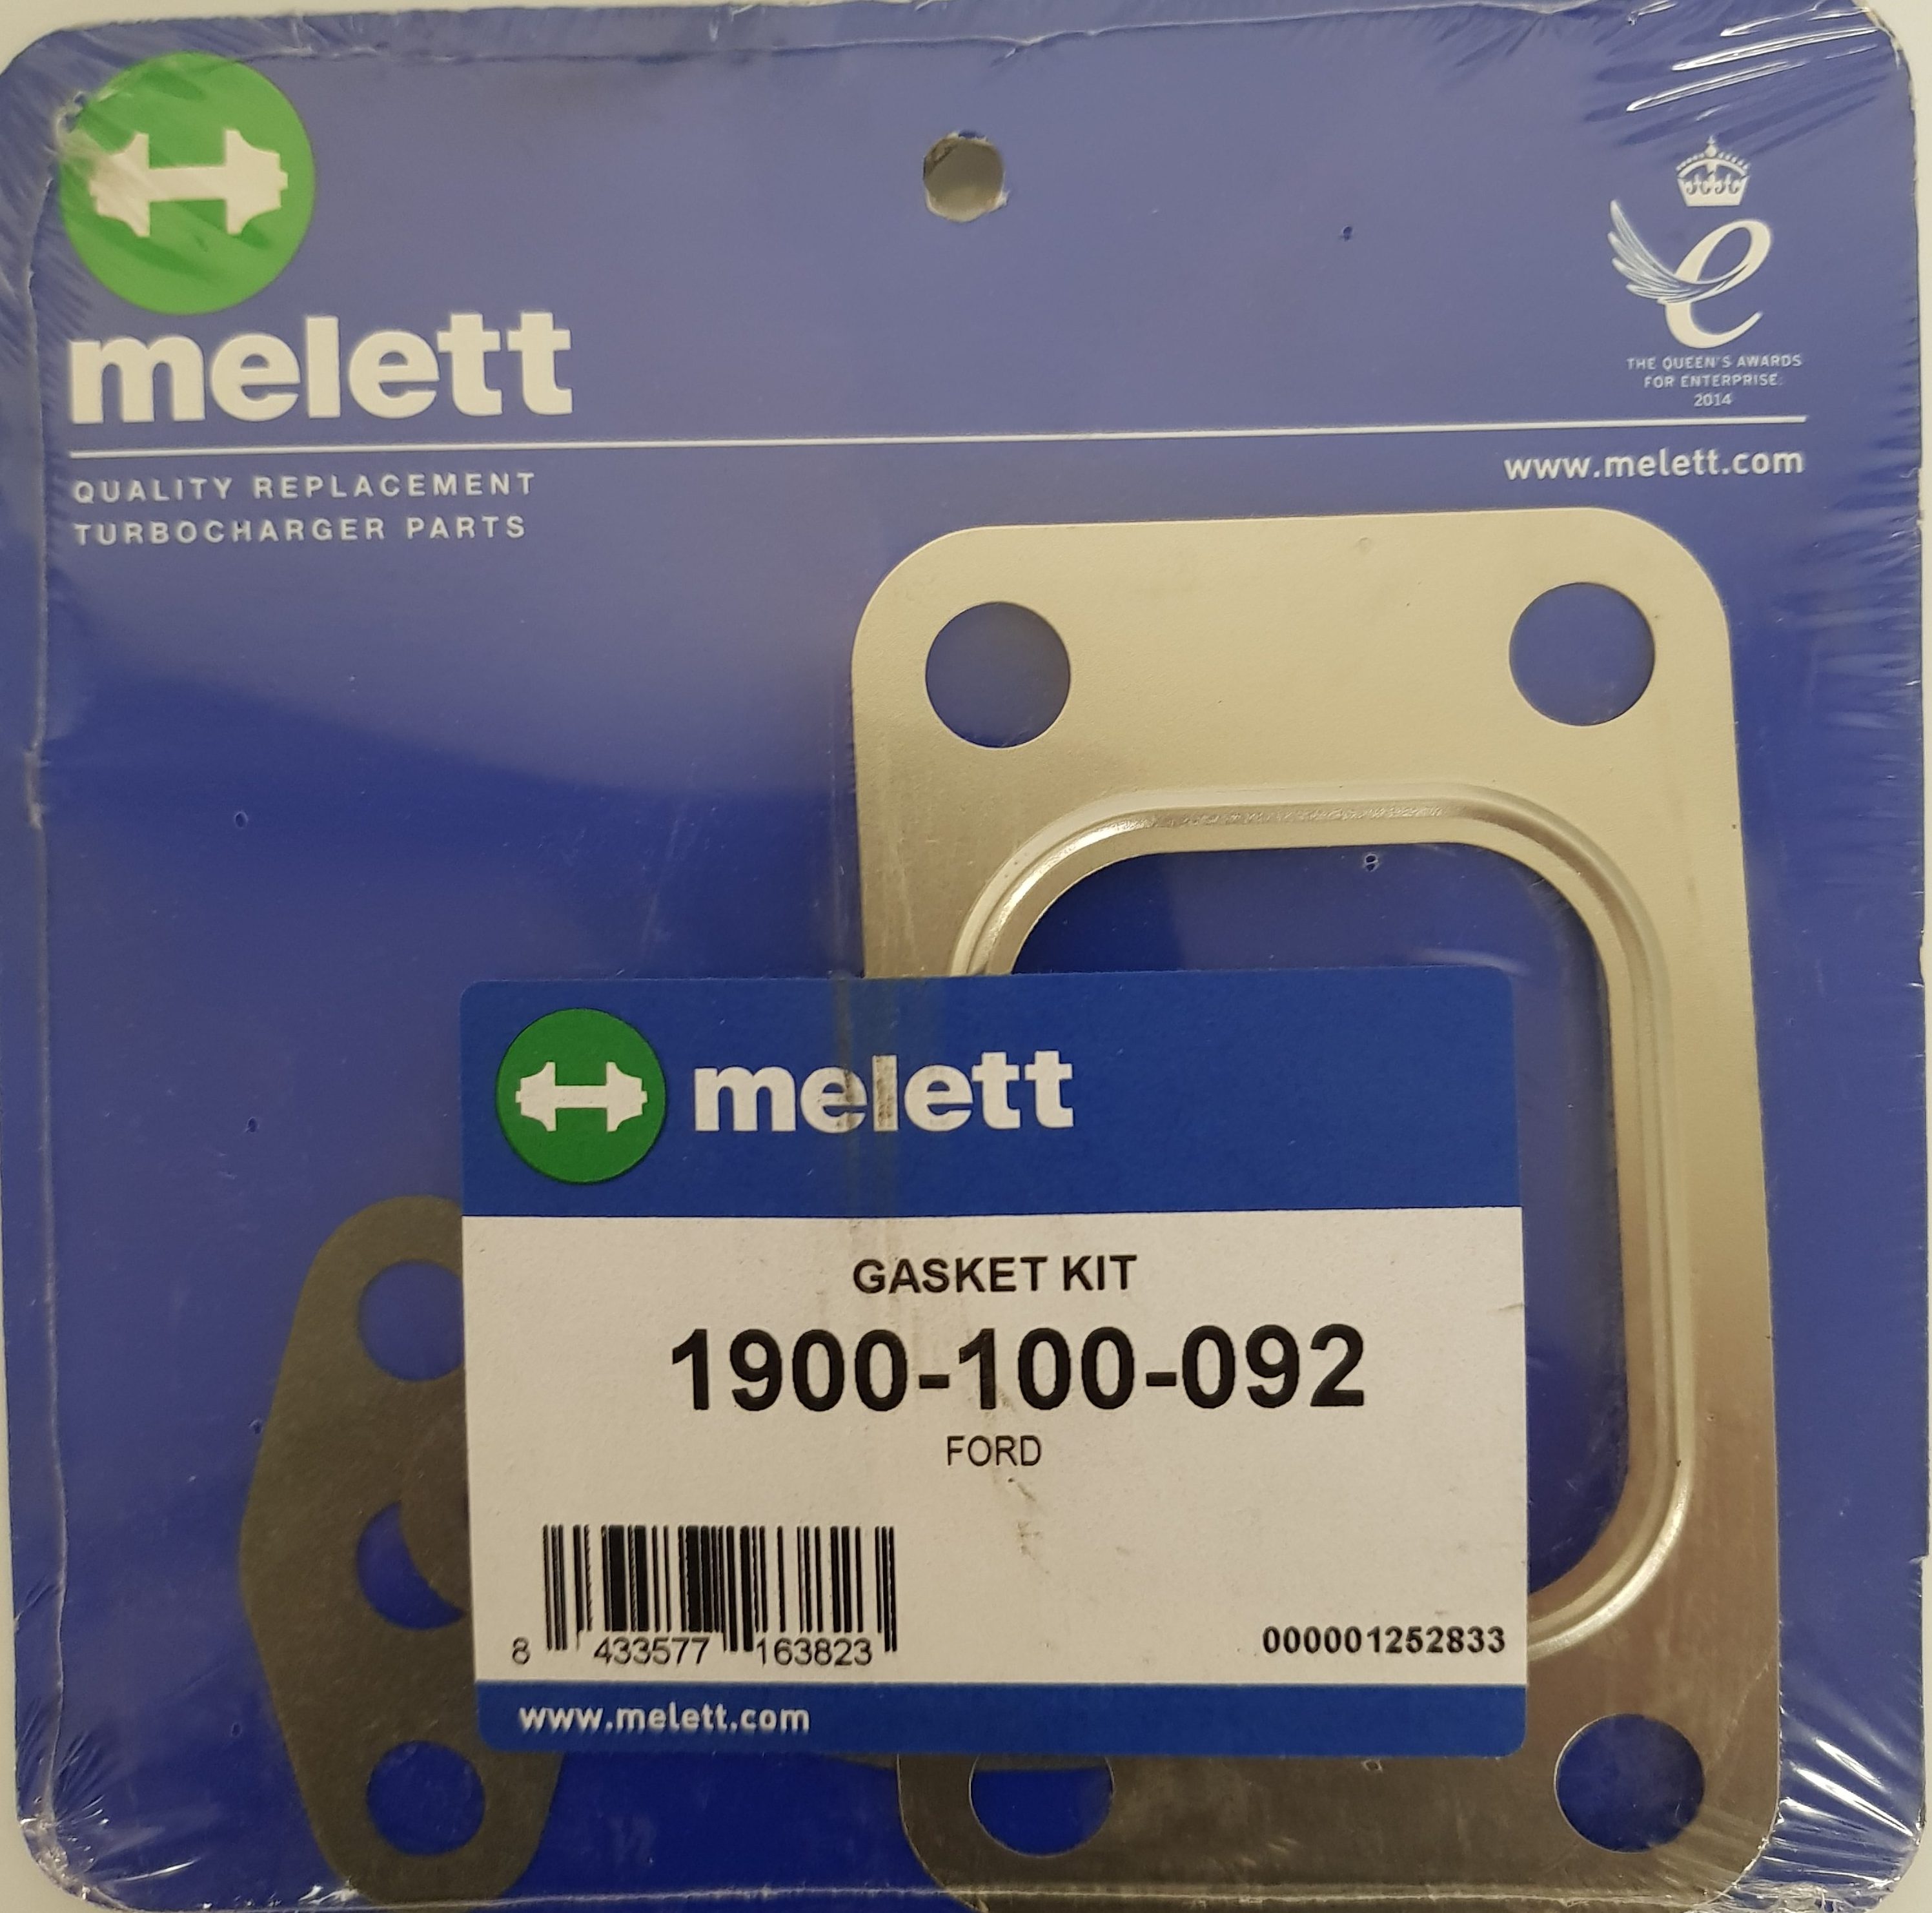 melett
THE QUEEN'S AWARDS
FOR ENTERPRISE:
2014
www.melett.com
QUALITY REPLACEMENT
TURBOCHARGER PARTS
melett
GASKET KIT
1900-100-092
FORD
8 433577 163823
000001252833
www.melett.com